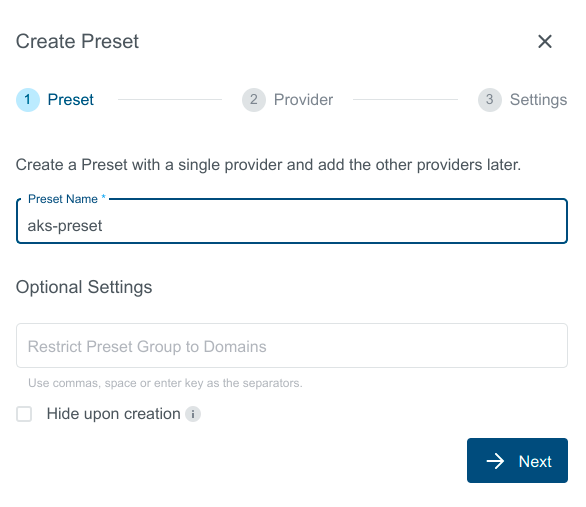 Create Preset
1 Preset 2 Provider 3 Settings
Create a Preset with a single provider and add the other providers later.
Preset Name *
aks-preset
Optional Settings
Restrict Preset Group to Domains
Use commas, space or enter key as the separators.
Hide upon creation i
Next